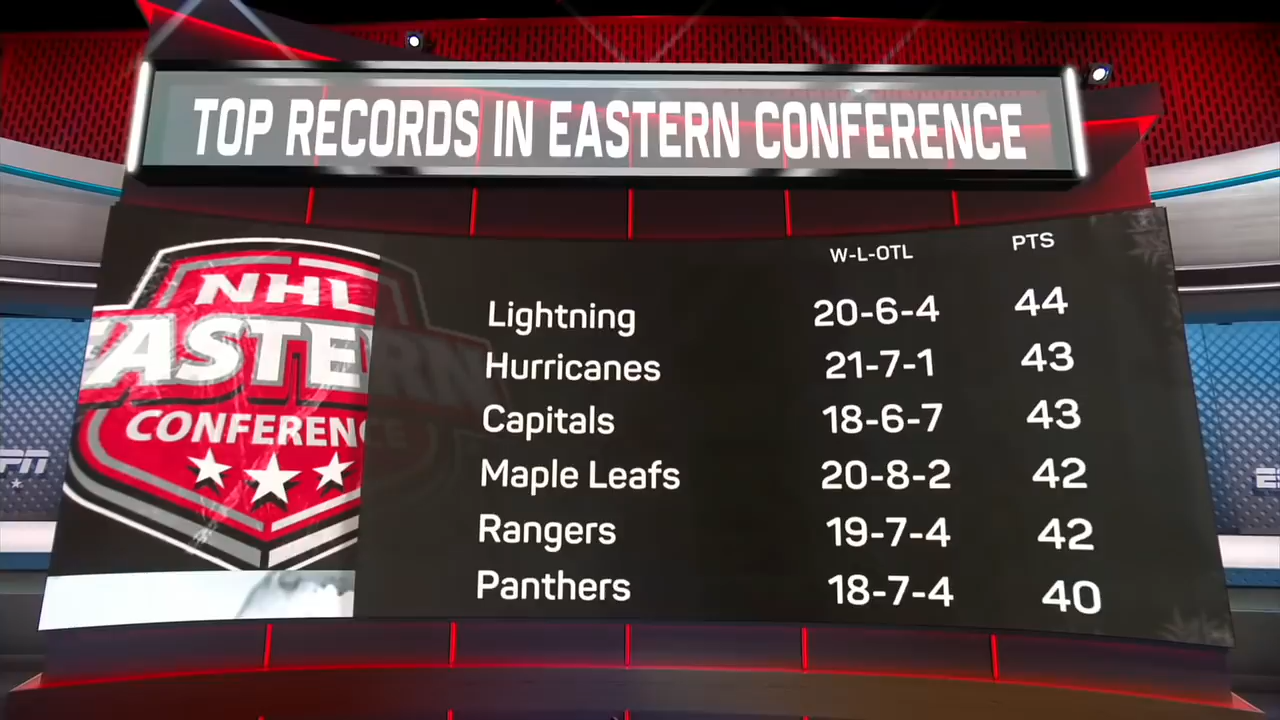 TOP RECORDS IN EASTERN CONFERENCE
W-L-OTL PTS
NHL
EASTERN
CONFERENCE
Lightning 20-6-4 44
Hurricanes 21-7-1 43
Capitals 18-6-7 43
Maple Leafs 20-8-2 42
Rangers 19-7-4 42
Panthers 18-7-4 40